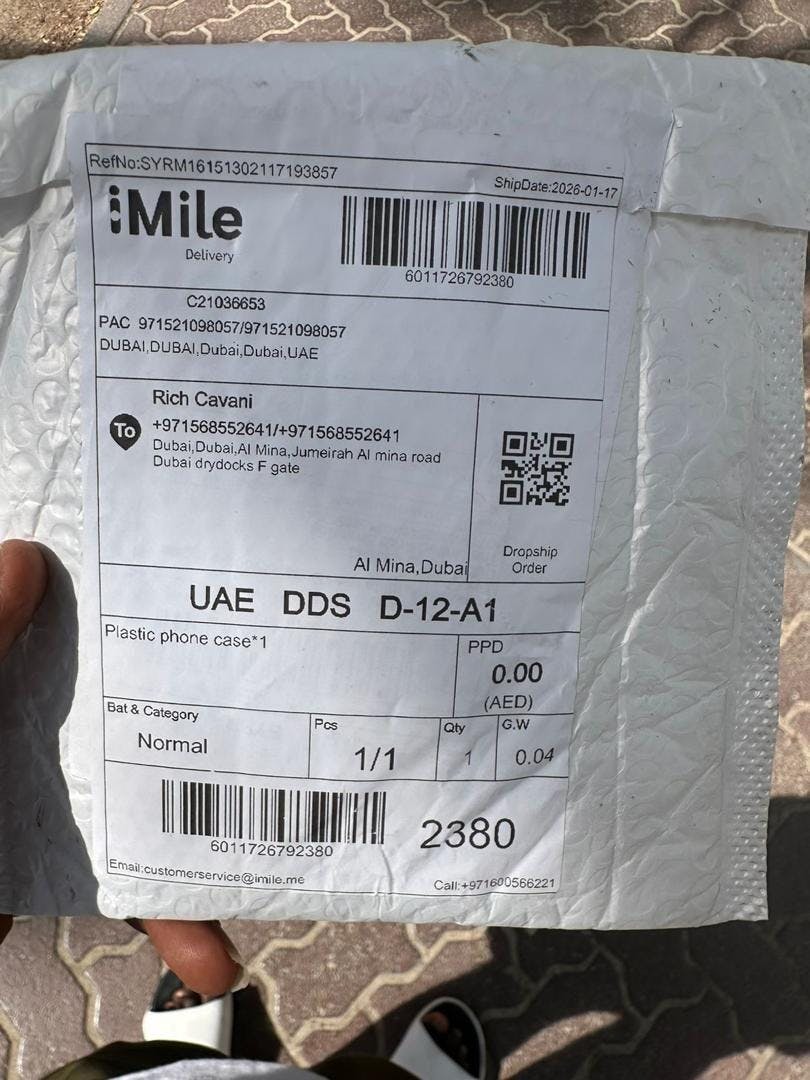 RefNo:SYRM16151302117193857
ShipDate:2026-01-17
iMile
Delivery
6011726792380
C21036653
PAC 971521098057/971521098057
DUBAI,DUBAI,Dubai,Dubai,UAE
To
Rich Cavani
+971568552641/+971568552641
Dubai,Dubai,Al Mina,Jumeirah Al mina road
Dubai drydocks F gate
Al Mina,Dubai
Dropship
Order
UAE DDS D-12-A1
Plastic phone case*1
PPD
0.00
(AED)
Bat & Category
Normal
Pcs
1/1
Qty
1
G.W
0.04
6011726792380
2380
Email:customerservice@imile.me
Call:+971600566221